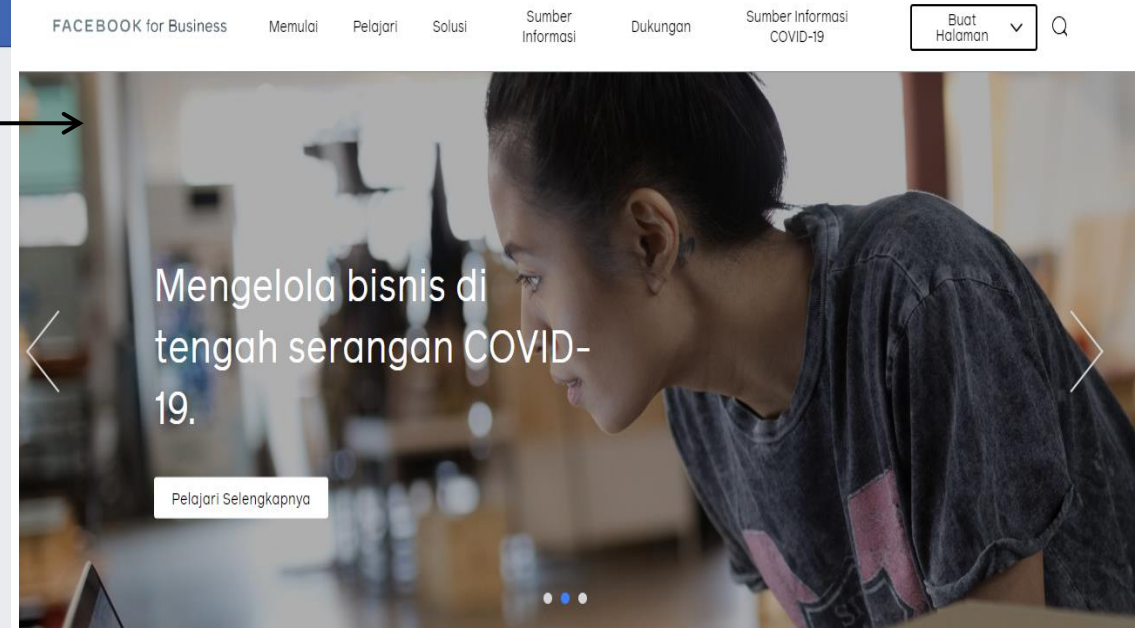 FACEBOOK for Business
Memulai
Pelajari
Solusi
Sumber
Informasi
Dukungan
Sumber Informasi
COVID-19
Buat
Halaman
Mengelola bisnis di
tengah serangan COVID-
19.
Pelajari Selengkapnya